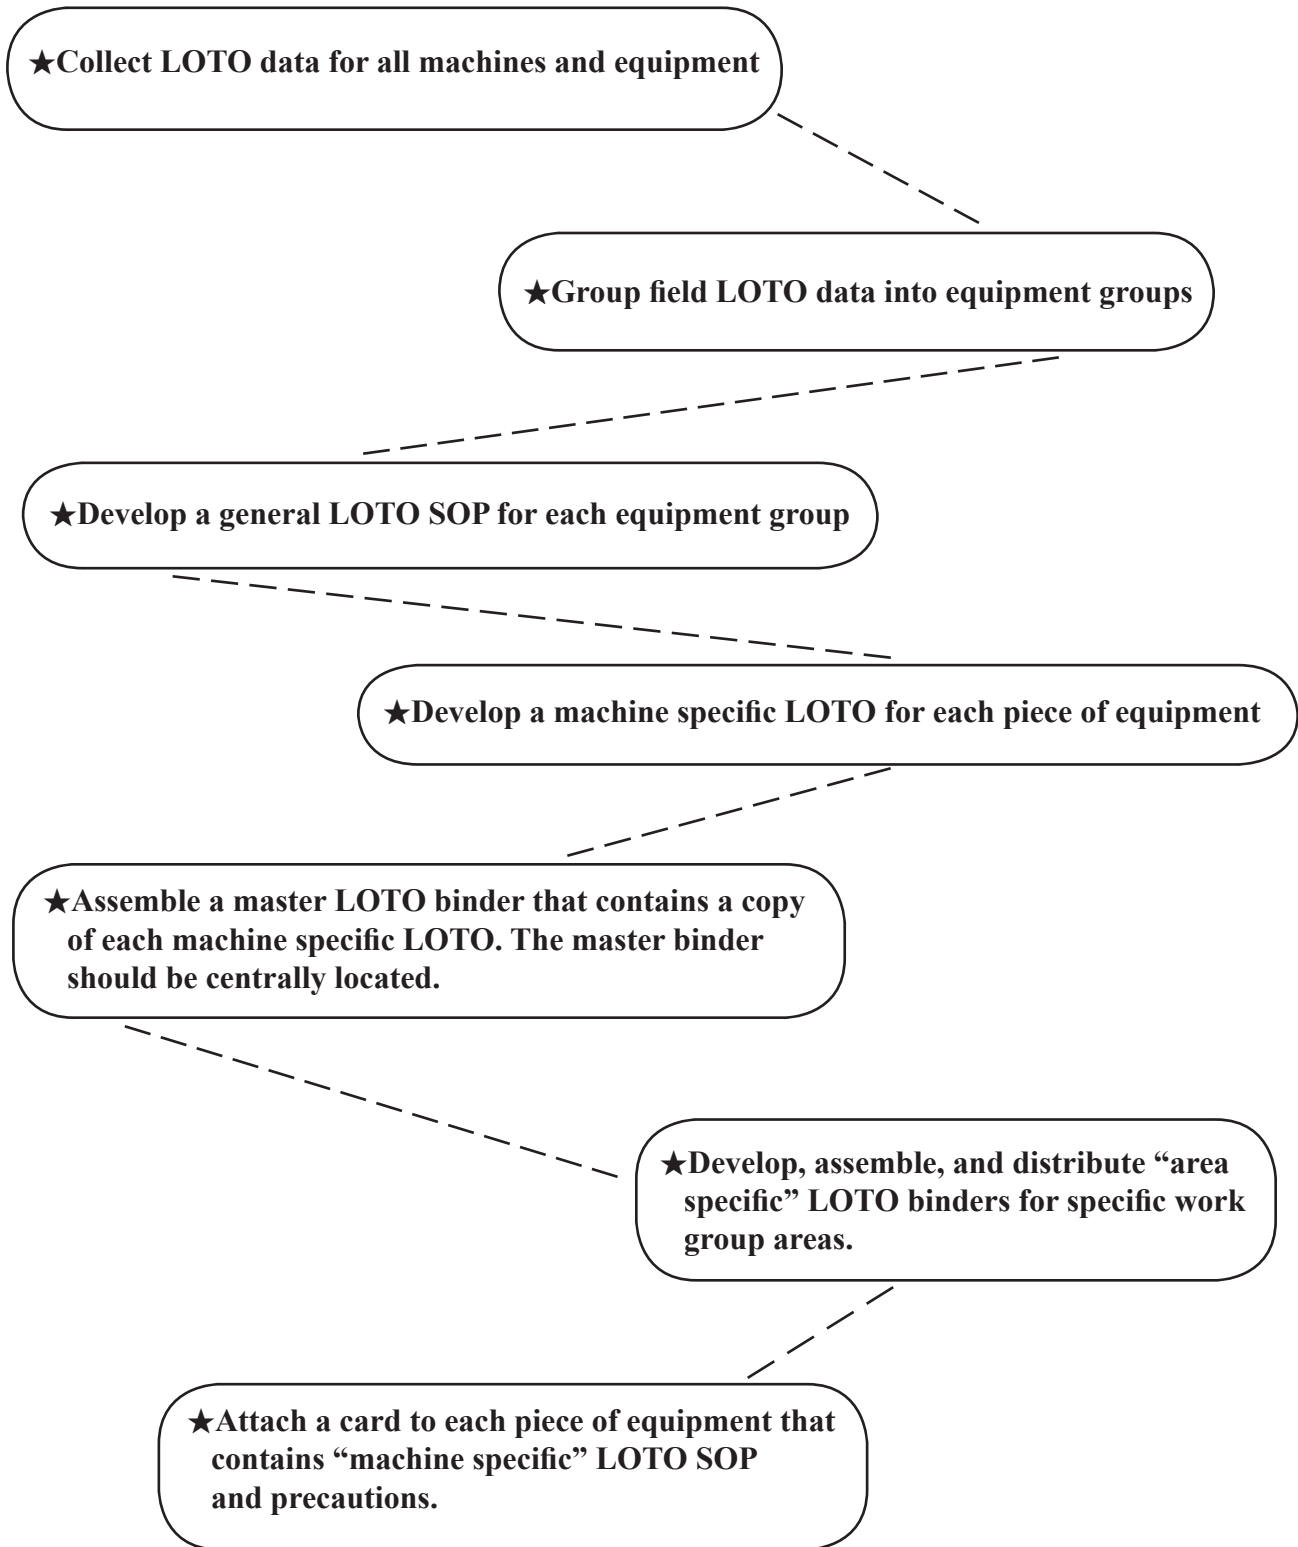 ★Collect LOTO data for all machines and equipment
★Group field LOTO data into equipment groups
★Develop a general LOTO SOP for each equipment group
★Develop a machine specific LOTO for each piece of equipment
★Assemble a master LOTO binder that contains a copy
of each machine specific LOTO. The master binder
should be centrally located.
★Develop, assemble, and distribute “area
specific” LOTO binders for specific work
group areas.
★Attach a card to each piece of equipment that
contains “machine specific” LOTO SOP
and precautions.